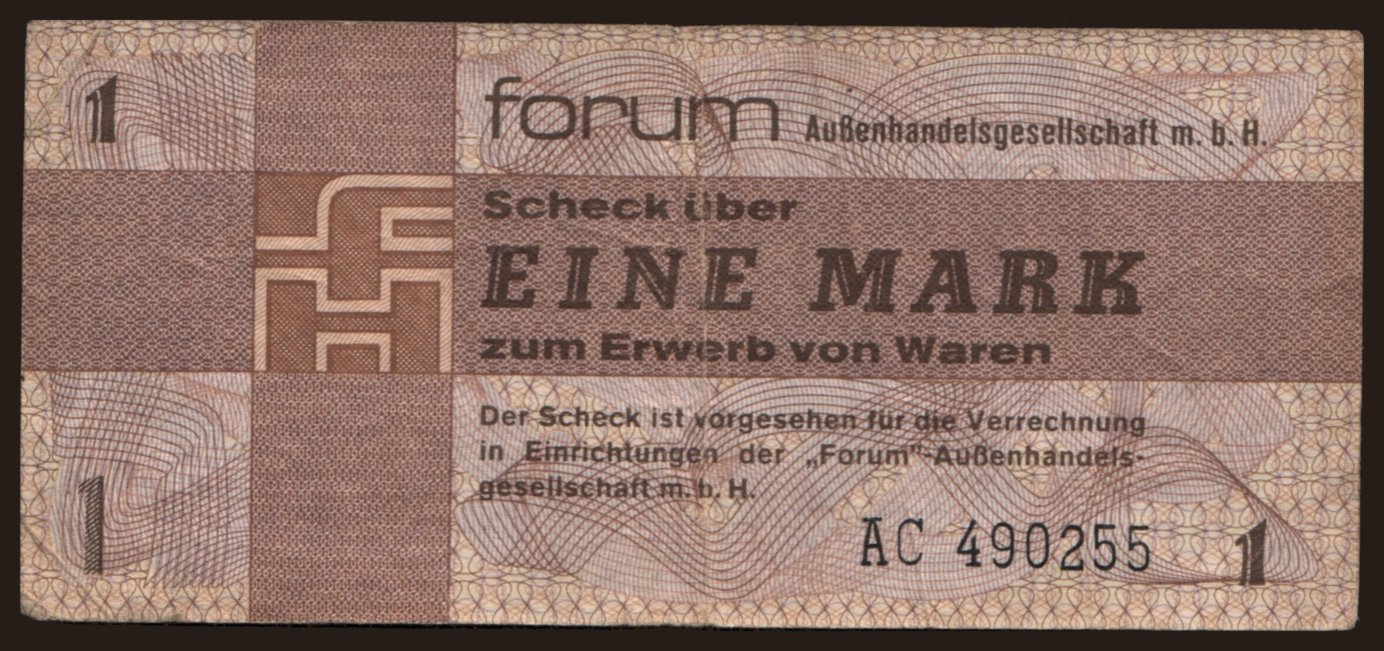 1
forum Außenhandelsgesellschaft m. b. H.
Scheck über
EINE MARK
zum Erwerb von Waren
Der Scheck ist vorgesehen für die Verrechnung
in Einrichtungen der „Forum"-Außenhandels-
gesellschaft m. b. H.
1
AC 490255
1